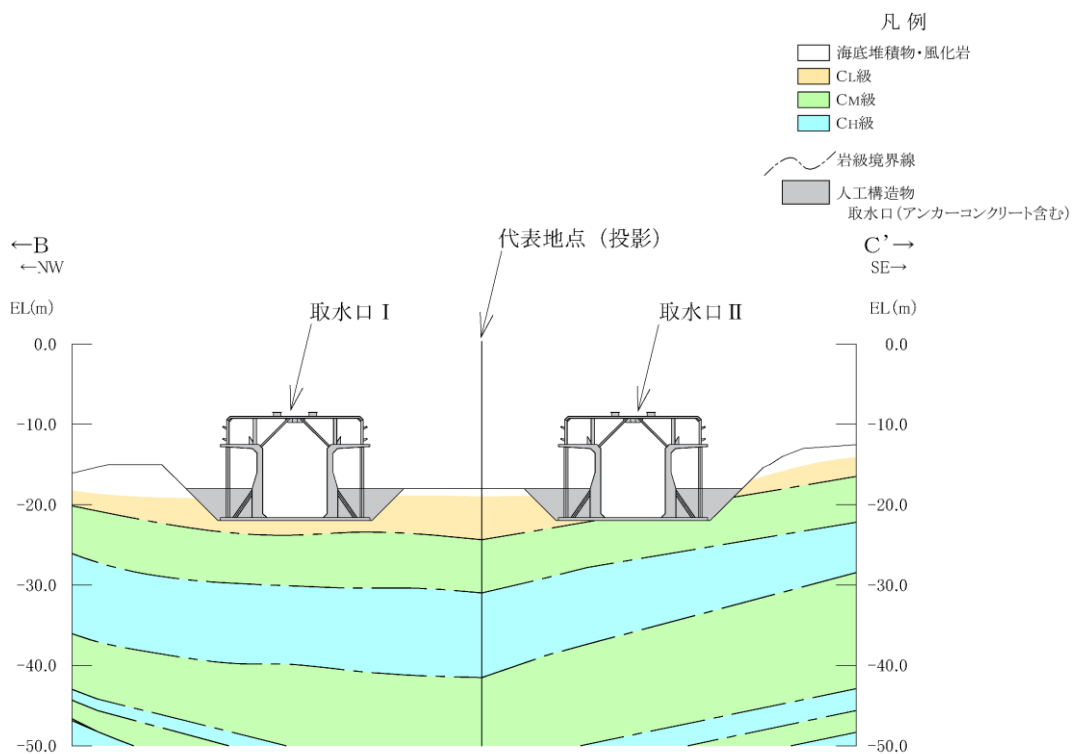 凡 例
海底堆積物・風化岩
CL級
CM級
CH級
岩級境界線
人工構造物
取水口（アンカーコンクリート含む）
←B
←NW
代表地点（投影）
C’→
SE→
EL(m)
取水口 I
取水口 II
EL(m)
0.0
0.0
-10.0
-10.0
-20.0
-20.0
-30.0
-30.0
-40.0
-40.0
-50.0
-50.0